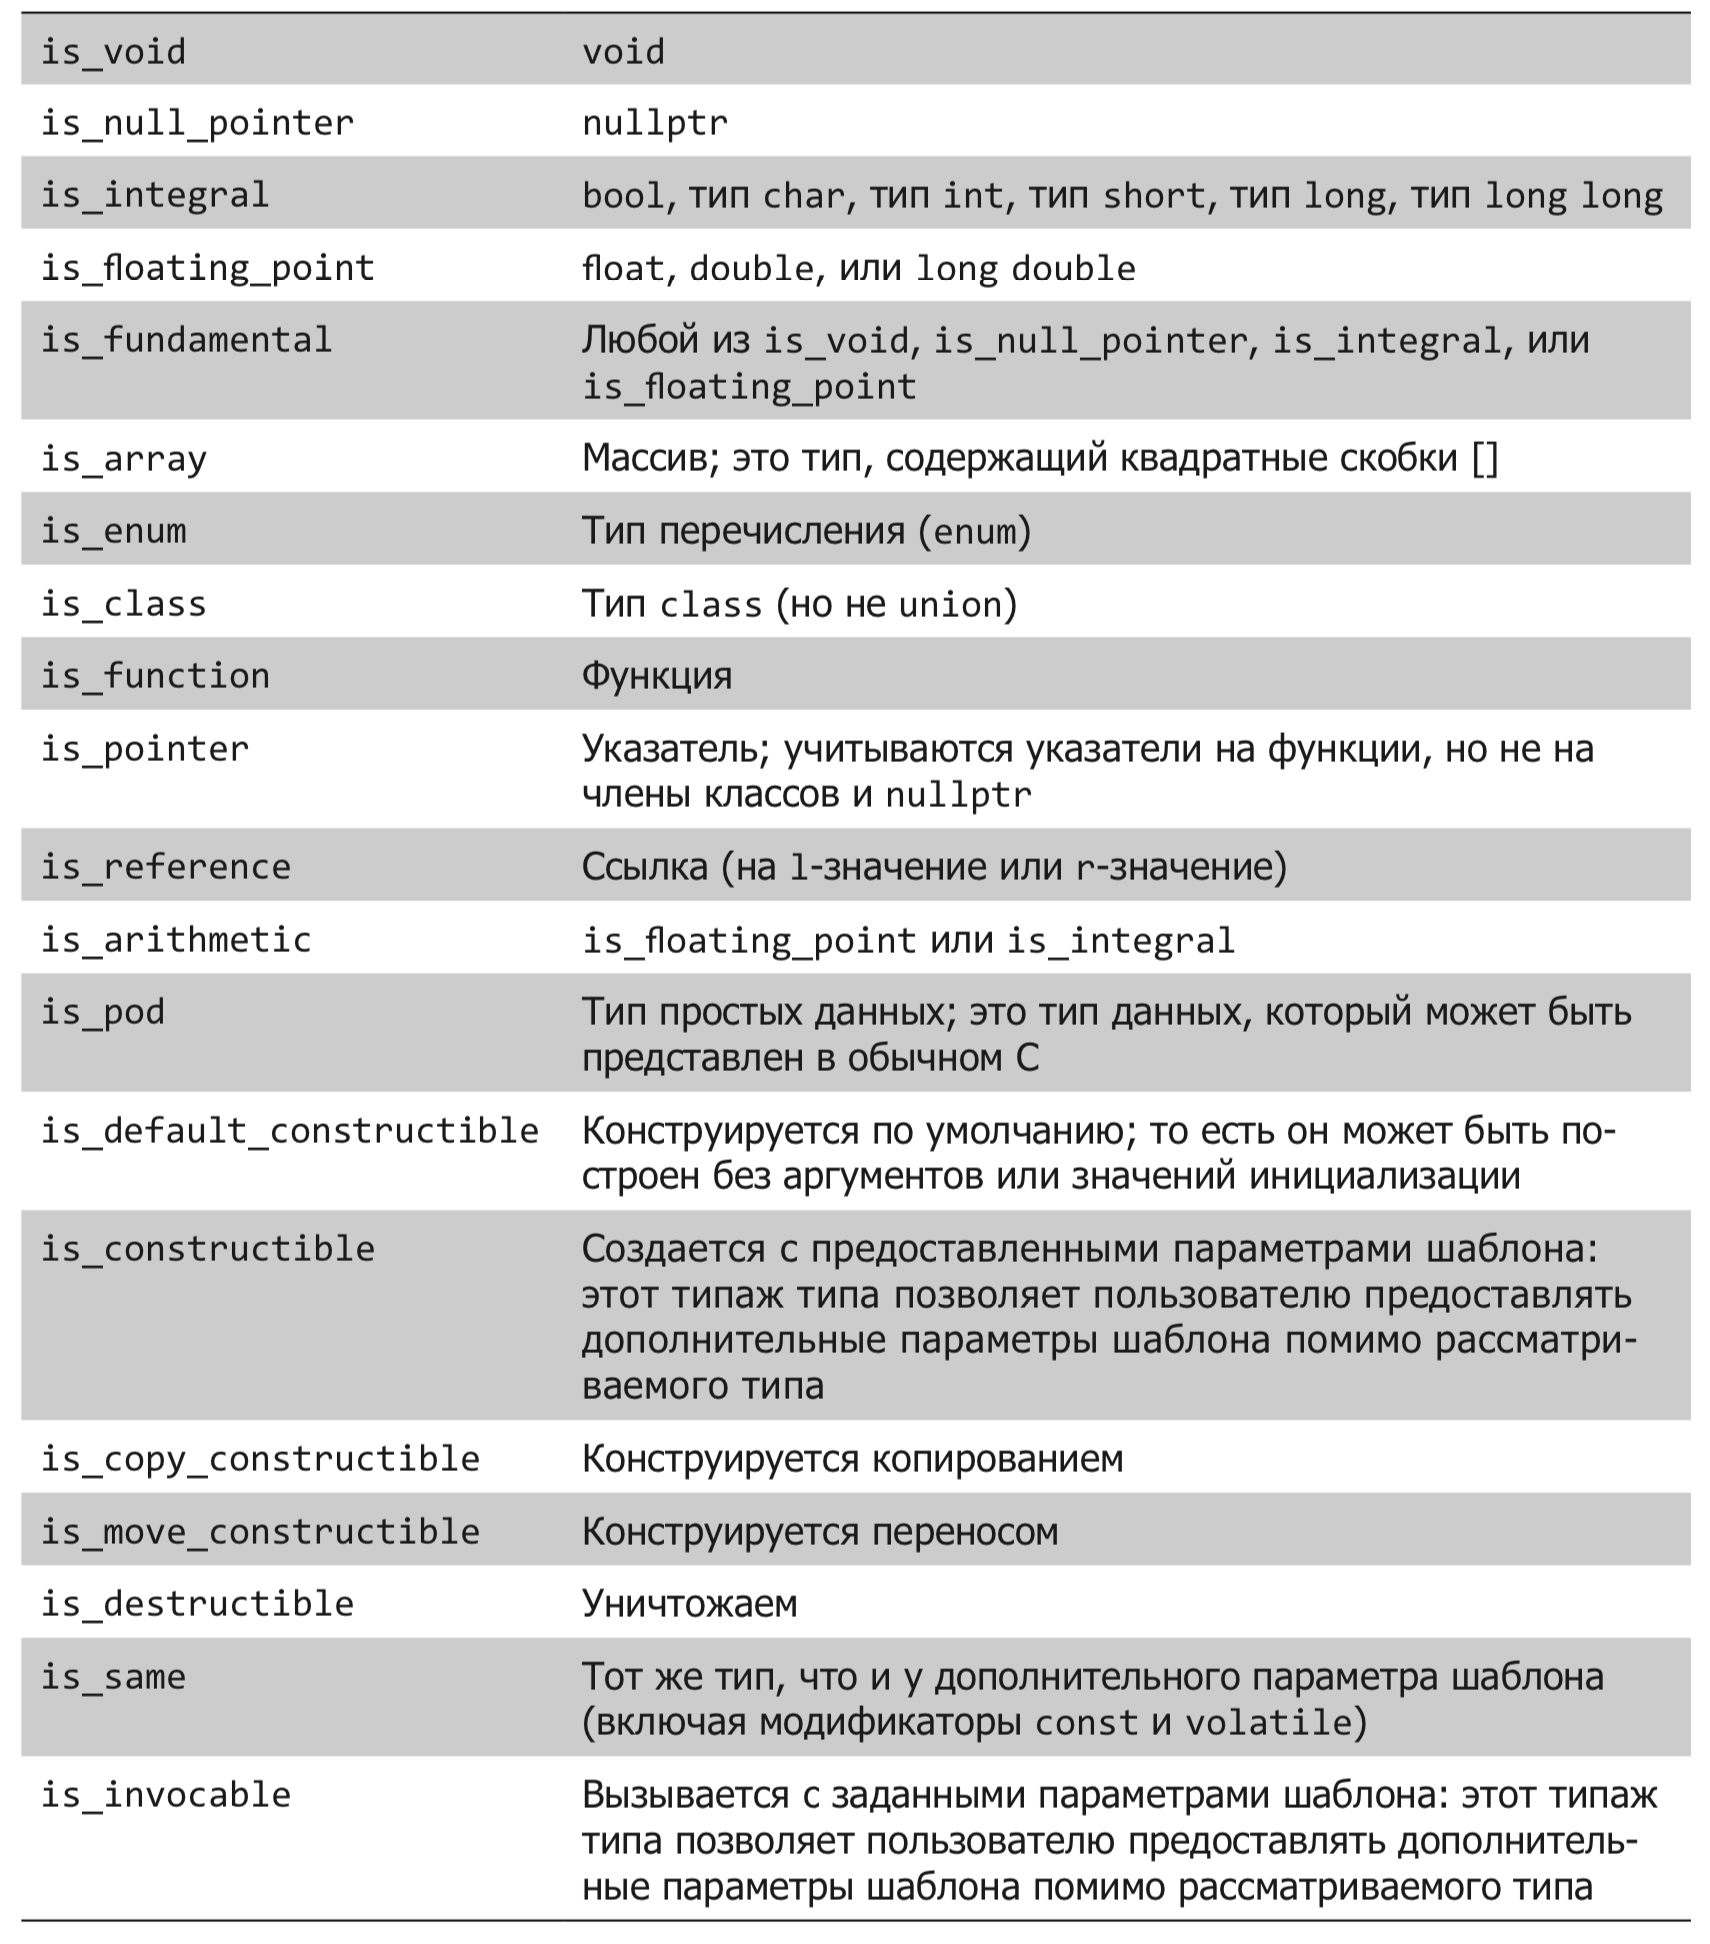 is_void void
is_null_pointer nullptr
is_integral bool, тип char, тип int, тип short, тип long, тип long long
is_floating_point float, double, или long double
is_fundamental Любой из is_void, is_null_pointer, is_integral, или
is_floating_point
is_array Массив; это тип, содержащий квадратные скобки []
is_enum Тип перечисления (enum)
is_class Тип class (но не union)
is_function Функция
is_pointer Указатель; учитываются указатели на функции, но не на
члены классов и nullptr
is_reference Ссылка (на l-значение или r-значение)
is_arithmetic is_floating_point или is_integral
is_pod Тип простых данных; это тип данных, который может быть
представлен в обычном C
is_default_constructible Конструируется по умолчанию; то есть он может быть по-
строен без аргументов или значений инициализации
is_constructible Создается с предоставленными параметрами шаблона:
этот типаж типа позволяет пользователю предоставлять
дополнительные параметры шаблона помимо рассматри-
ваемого типа
is_copy_constructible Конструируется копированием
is_move_constructible Конструируется переносом
is_destructible Уничтожаем
is_same Тот же тип, что и у дополнительного параметра шаблона
(включая модификаторы const и volatile)
is_invocable Вызывается с заданными параметрами шаблона: этот типаж
типа позволяет пользователю предоставлять дополнитель-
ные параметры шаблона помимо рассматриваемого типа